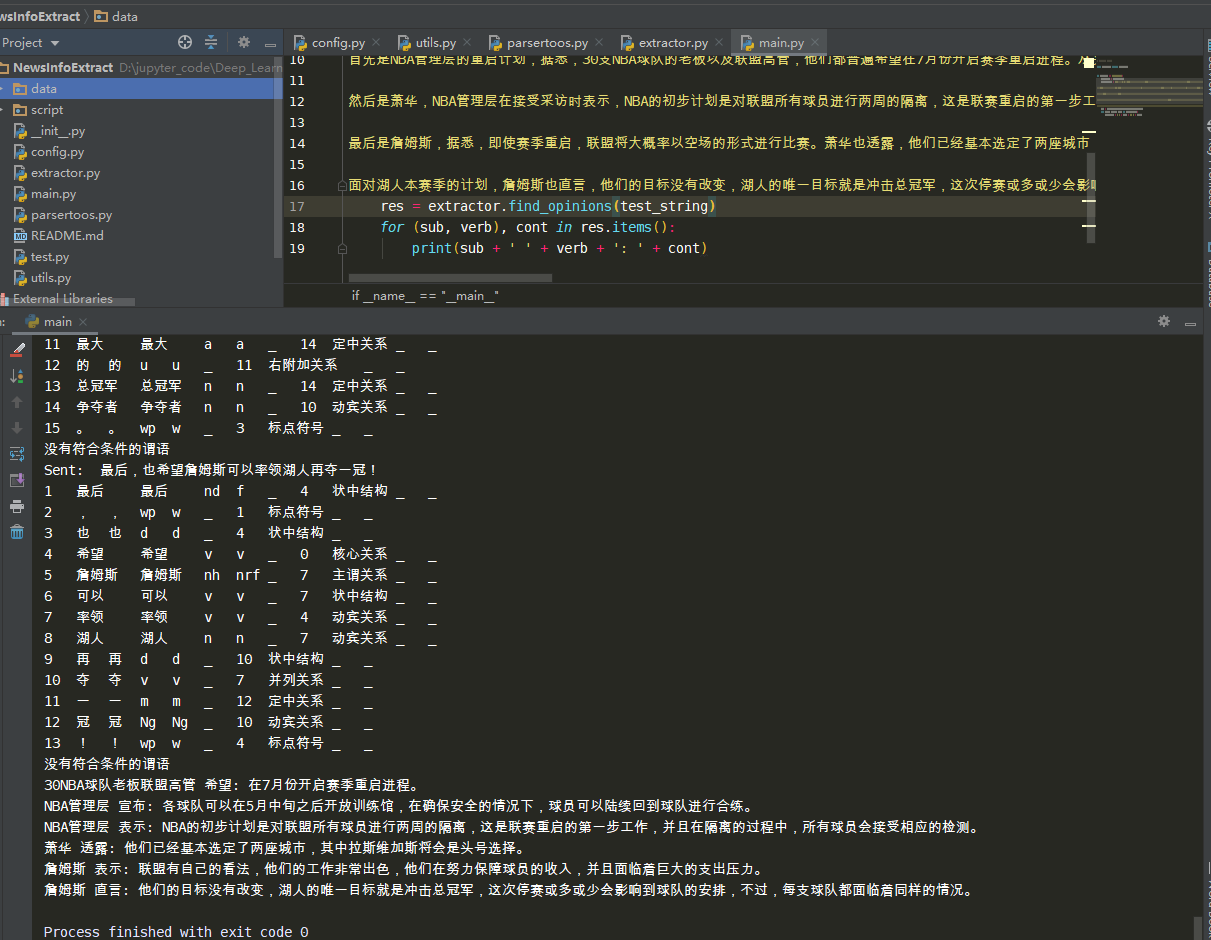 wsInfoExtract data
Project
config.py utils.py parsertoos.py extractor.py main.py
NewsInfoExtract D:\jupyter_code\Deep_Learn
data
script
__init__.py
config.py
extractor.py
main.py
parsertoos.py
README.md
test.py
utils.py
External Libraries
10 首先是NBA管理层的重启计划，据悉，30支NBA球队的老板以及联盟高管，他们都普遍希望在7月份开启赛季重启进程。
11
12 然后是萧华，NBA管理层在接受采访时表示，NBA的初步计划是对联盟所有球员进行两周的隔离，这是联赛重启的第一步工
13
14 最后是詹姆斯，据悉，即使赛季重启，联盟将大概率以空场的形式进行比赛。萧华也透露，他们已经基本选定了两座城市
15
16 面对湖人本赛季的计划，詹姆斯也直言，他们的目标没有改变，湖人的唯一目标就是冲击总冠军，这次停赛或多或少会影
17 res = extractor.find_opinions(test_string)
18 for (sub, verb), cont in res.items():
19 print(sub + ' ' + verb + ': ' + cont)
if __name__ == "__main__"
main
11 最大 最大 a a _ 14 定中关系 _ _
12 的 的 u u _ 11 右附加关系 _ _
13 总冠军 总冠军 n n _ 14 定中关系 _ _
14 争夺者 争夺者 n n _ 10 动宾关系 _ _
15 。 。 wp w _ 3 标点符号 _ _
没有符合条件的谓语
Sent: 最后，也希望詹姆斯可以率领湖人再夺一冠！
1 最后 最后 nd f _ 4 状中结构 _ _
2 ， ， wp w _ 1 标点符号 _ _
3 也 也 d d _ 4 状中结构 _ _
4 希望 希望 v v _ 0 核心关系 _ _
5 詹姆斯 詹姆斯 nh nrf _ 7 主谓关系 _ _
6 可以 可以 v v _ 7 状中结构 _ _
7 率领 率领 v v _ 4 动宾关系 _ _
8 湖人 湖人 n n _ 7 动宾关系 _ _
9 再 再 d d _ 10 状中结构 _ _
10 夺 夺 v v _ 7 并列关系 _ _
11 一 一 m m _ 12 定中关系 _ _
12 冠 冠 Ng Ng _ 10 动宾关系 _ _
13 ！ ！ wp w _ 4 标点符号 _ _
没有符合条件的谓语
30NBA球队老板联盟高管 希望: 在7月份开启赛季重启进程。
NBA管理层 宣布: 各球队可以在5月中旬之后开放训练馆，在确保安全的情况下，球员可以陆续回到球队进行合练。
NBA管理层 表示: NBA的初步计划是对联盟所有球员进行两周的隔离，这是联赛重启的第一步工作，并且在隔离的过程中，所有球员会接受相应的检测。
萧华 透露: 他们已经基本选定了两座城市，其中拉斯维加斯将会是头号选择。
詹姆斯 表示: 联盟有自己的看法，他们的工作非常出色，他们在努力保障球员的收入，并且面临着巨大的支出压力。
詹姆斯 直言: 他们的目标没有改变，湖人的唯一目标就是冲击总冠军，这次停赛或多或少会影响到球队的安排，不过，每支球队都面临着同样的情况。
Process finished with exit code 0